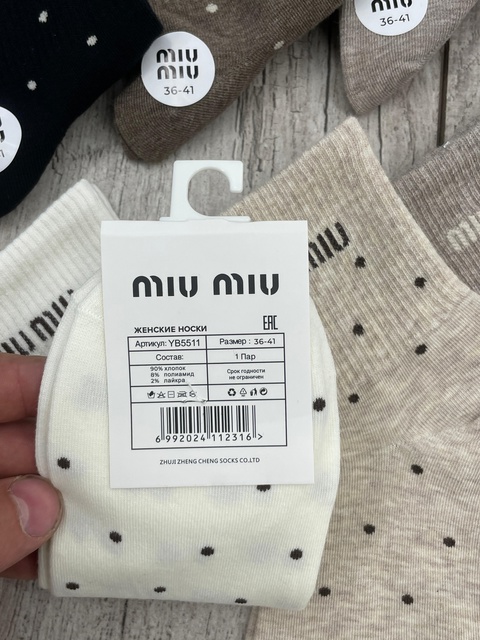 miu
miu
36-41
miu
36-41
miu miu
ЖЕНСКИЕ НОСКИ
EAC
Артикул: YB5511
Размер : 36-41
Состав:
1 Пар
90% хлопок
8% полиамид
2% лайкра
Срок годности
не ограничен
6 992024 112316 >
ZHUJI ZHENG CHENG SOCKS CO.,LTD